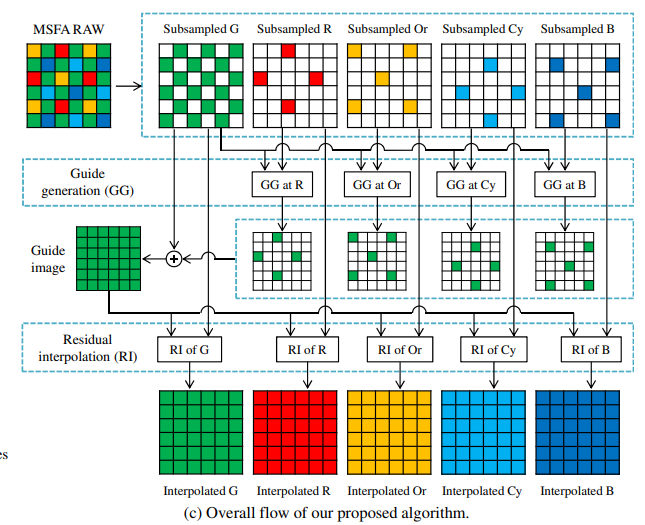 MSFA RAW
Subsampled G
Subsampled R
Subsampled Or
Subsampled Cy
Subsampled B
Guide
generation (GG)
GG at R
GG at Or
GG at Cy
GG at B
Guide
image
+
Residual
interpolation (RI)
RI of G
RI of R
RI of Or
RI of Cy
RI of B
es
Interpolated G
Interpolated R
Interpolated Or
Interpolated Cy
Interpolated B
(c) Overall flow of our proposed algorithm.